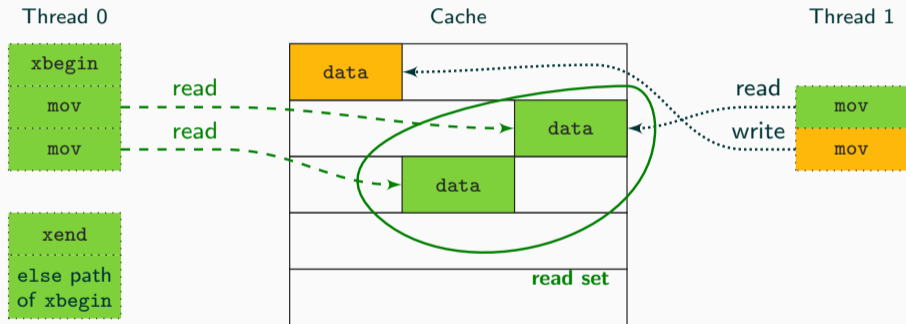 Thread 0
Cache
Thread 1
xbegin
mov
mov
xend
else path
of xbegin
read
read
data
data
data
read set
read
write
mov
mov